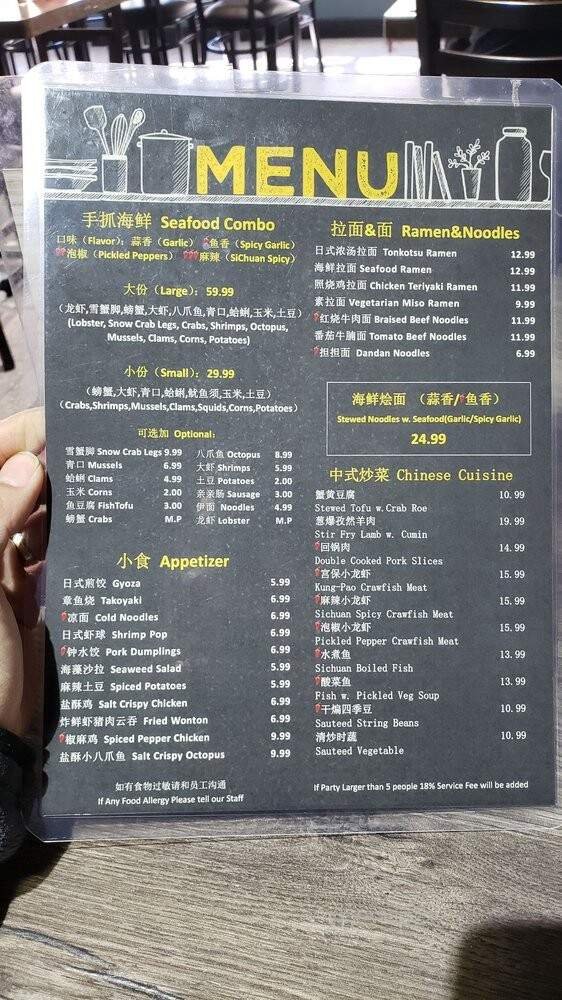 MENU
手抓海鲜 Seafood Combo
口味 (Flavor): 蒜香 (Garlic) 鱼香 (Spicy Garlic)
泡椒 (Pickled Peppers) 麻辣 (SiChuan Spicy)
大份 (Large): 59.99
(龙虾,雪蟹脚,螃蟹,大虾,八爪鱼,青口,蛤蜊,玉米,土豆)
(Lobster, Snow Crab Legs, Crabs, Shrimps, Octopus,
Mussels, Clams, Corns, Potatoes)
小份 (Small): 29.99
(螃蟹,大虾,青口,蛤蜊,鱿鱼须,玉米,土豆)
(Crabs,Shrimps,Mussels,Clams,Squids,Corns,Potatoes)
可选加 Optional:
雪蟹脚 Snow Crab Legs 9.99 八爪鱼 Octopus 8.99
青口 Mussels 6.99 大虾 Shrimps 5.99
蛤蜊 Clams 4.99 土豆 Potatoes 2.00
玉米 Corns 2.00 亲亲肠 Sausage 3.00
鱼豆腐 FishTofu 3.00 伊面 Noodles 4.99
螃蟹 Crabs M.P 龙虾 Lobster M.P
小食 Appetizer
日式煎饺 Gyoza 5.99
章鱼烧 Takoyaki 6.99
凉面 Cold Noodles 6.99
日式虾球 Shrimp Pop 6.99
钟水饺 Pork Dumplings 6.99
海藻沙拉 Seaweed Salad 5.99
麻辣土豆 Spiced Potatoes 5.99
盐酥鸡 Salt Crispy Chicken 6.99
炸鲜虾猪肉云吞 Fried Wonton 6.99
椒麻鸡 Spiced Pepper Chicken 9.99
盐酥小八爪鱼 Salt Crispy Octopus 9.99
如有食物过敏请和员工沟通
If Any Food Allergy Please tell our Staff
拉面&面 Ramen&Noodles
日式浓汤拉面 Tonkotsu Ramen 12.99
海鲜拉面 Seafood Ramen 12.99
照烧鸡拉面 Chicken Teriyaki Ramen 11.99
素拉面 Vegetarian Miso Ramen 9.99
红烧牛肉面 Braised Beef Noodles 11.99
番茄牛腩面 Tomato Beef Noodles 11.99
担担面 Dandan Noodles 6.99
海鲜烩面 (蒜香/鱼香)
Stewed Noodles w. Seafood(Garlic/Spicy Garlic)
24.99
中式炒菜 Chinese Cuisine
蟹黄豆腐 10.99
Stewed Tofu w.Crab Roe
葱爆孜然羊肉 19.99
Stir Fry Lamb w. Cumin
回锅肉 14.99
Double Cooked Pork Slices
宫保小龙虾 15.99
Kung-Pao Crawfish Meat
麻辣小龙虾 15.99
Sichuan Spicy Crawfish Meat
泡椒小龙虾 15.99
Pickled Pepper Crawfish Meat
水煮鱼 13.99
Sichuan Boiled Fish
酸菜鱼 13.99
Fish w. Pickled Veg Soup
干煸四季豆 10.99
Sauteed String Beans
清炒时蔬 10.99
Sauteed Vegetable
If Party Larger than 5 people 18% Service Fee will be added